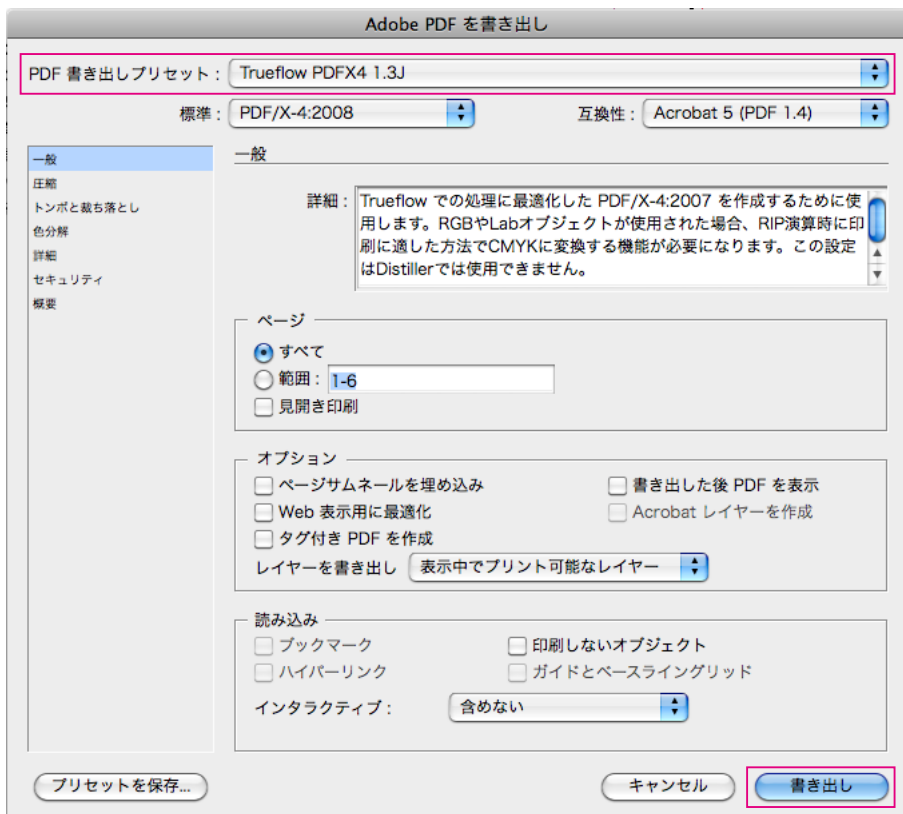 Adobe PDF を書き出し
PDF 書き出しプリセット： Trueflow PDFX4 1.3J
標準： PDF/X-4:2008 互換性： Acrobat 5 (PDF 1.4)
一般
圧縮
トンボと裁ち落とし
色分解
詳細
セキュリティ
概要
一般
詳細： Trueflow での処理に最適化した PDF/X-4:2007 を作成するために使
用します。RGBやLabオブジェクトが使用された場合、RIP演算時に印
刷に適した方法でCMYKに変換する機能が必要になります。この設定
はDistillerでは使用できません。
ページ
すべて
範囲： 1-6
見開き印刷
オプション
ページサムネールを埋め込み 書き出した後 PDF を表示
Web 表示用に最適化 Acrobat レイヤーを作成
タグ付き PDF を作成
レイヤーを書き出し 表示中でプリント可能なレイヤー
読み込み
ブックマーク 印刷しないオブジェクト
ハイパーリンク ガイドとベースライングリッド
インタラクティブ： 含めない
プリセットを保存... キャンセル 書き出し